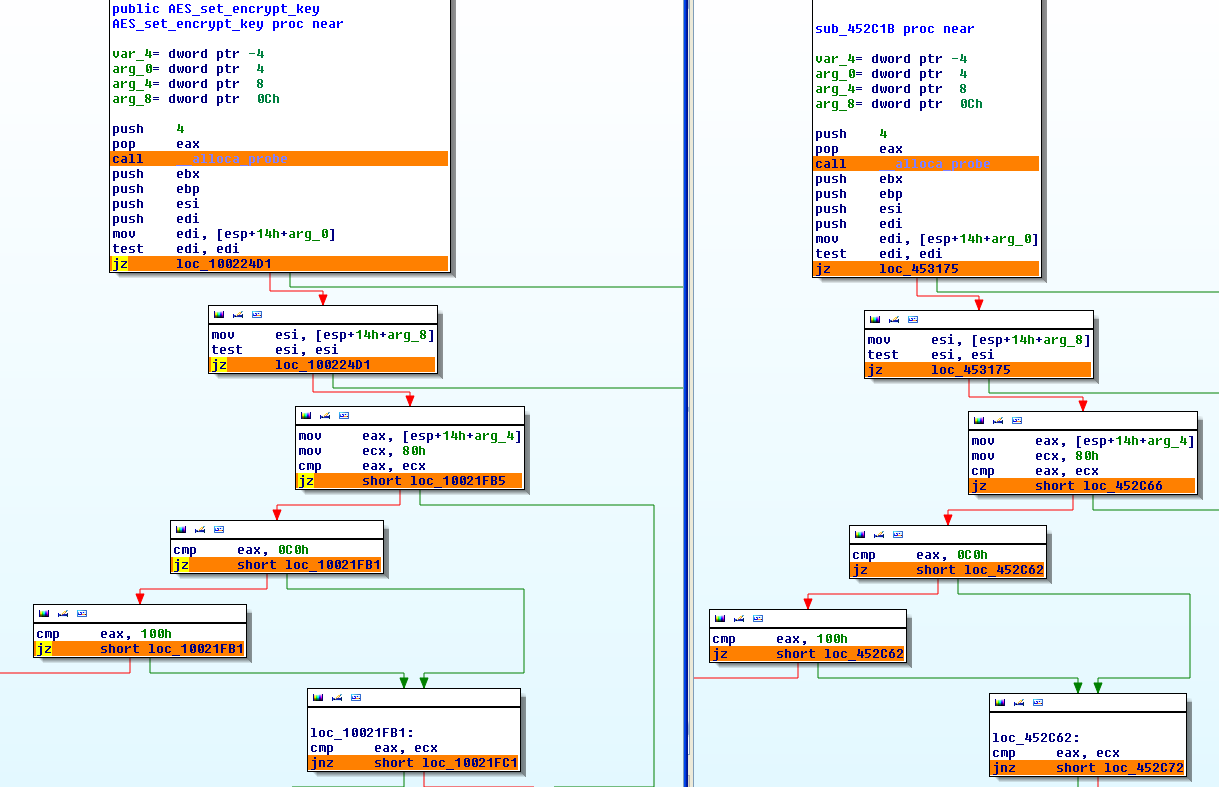 public AES_set_encrypt_key
AES_set_encrypt_key proc near
var_4= dword ptr -4
arg_0= dword ptr  4
arg_4= dword ptr  8
arg_8= dword ptr  0Ch
push    4
pop     eax
call    __alloca_probe
push    ebx
push    ebp
push    esi
push    edi
mov     edi, [esp+14h+arg_0]
test    edi, edi
jz      loc_100224D1
mov     esi, [esp+14h+arg_8]
test    esi, esi
jz      loc_100224D1
mov     eax, [esp+14h+arg_4]
mov     ecx, 80h
cmp     eax, ecx
jz      short loc_10021FB5
cmp     eax, 0C0h
jz      short loc_10021FB1
cmp     eax, 100h
jz      short loc_10021FB1
loc_10021FB1:
cmp     eax, ecx
jnz     short loc_10021FC1
sub_452C1B proc near
var_4= dword ptr -4
arg_0= dword ptr  4
arg_4= dword ptr  8
arg_8= dword ptr  0Ch
push    4
pop     eax
call    __alloca_probe
push    ebx
push    ebp
push    esi
push    edi
mov     edi, [esp+14h+arg_0]
test    edi, edi
jz      loc_453175
mov     esi, [esp+14h+arg_8]
test    esi, esi
jz      loc_453175
mov     eax, [esp+14h+arg_4]
mov     ecx, 80h
cmp     eax, ecx
jz      short loc_452C66
cmp     eax, 0C0h
jz      short loc_452C62
cmp     eax, 100h
jz      short loc_452C62
loc_452C62:
cmp     eax, ecx
jnz     short loc_452C72